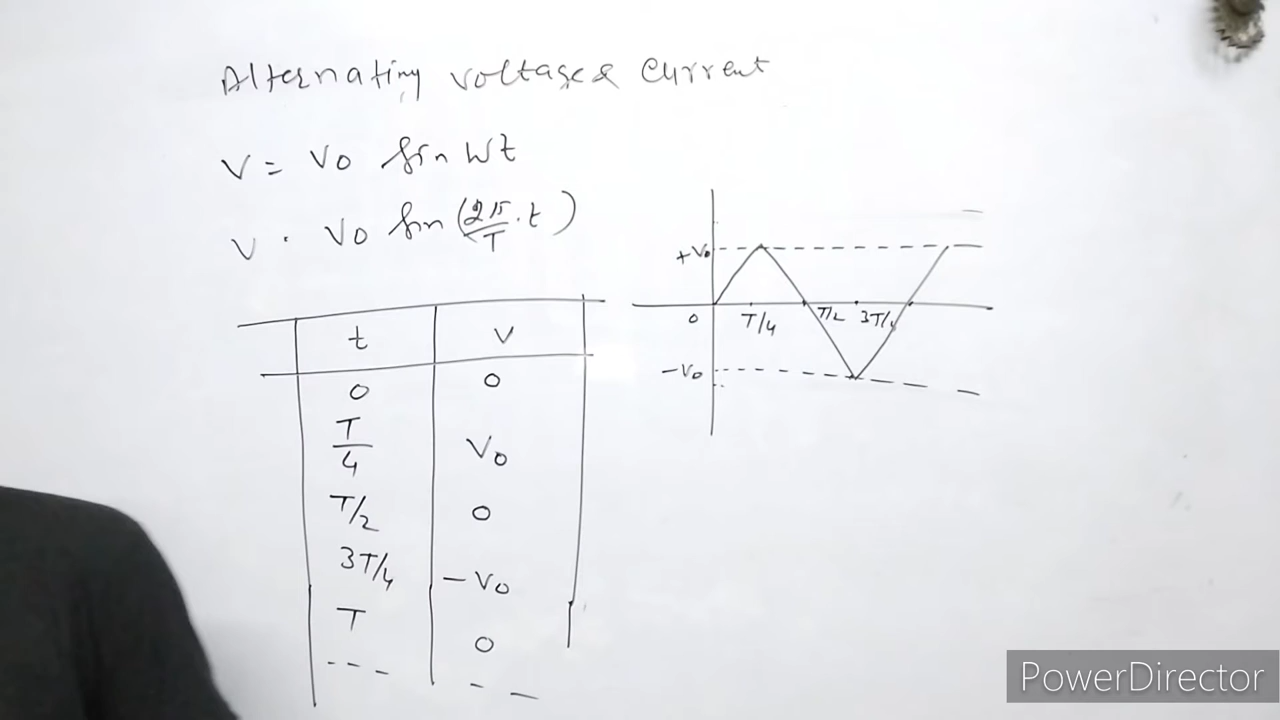 Alternating voltage & Current
V = V0 Sin Wt
V = V0 Sin (2π/T . t)
t V
0 0
T/4 V0
T/2 0
3T/4 -V0
T 0
--- ---
+V0
0 T/4 T/2 3T/4
-V0
PowerDirector